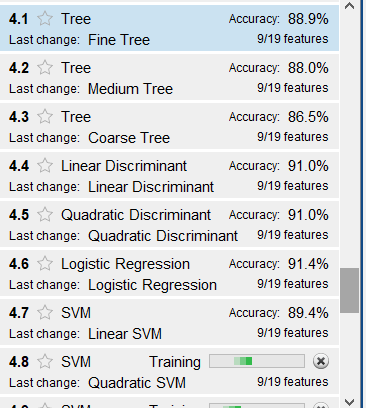 4.1 Tree Accuracy: 88.9%
Last change: Fine Tree 9/19 features
4.2 Tree Accuracy: 88.0%
Last change: Medium Tree 9/19 features
4.3 Tree Accuracy: 86.5%
Last change: Coarse Tree 9/19 features
4.4 Linear Discriminant Accuracy: 91.0%
Last change: Linear Discriminant 9/19 features
4.5 Quadratic Discriminant Accuracy: 91.0%
Last change: Quadratic Discriminant 9/19 features
4.6 Logistic Regression Accuracy: 91.4%
Last change: Logistic Regression 9/19 features
4.7 SVM Accuracy: 89.4%
Last change: Linear SVM 9/19 features
4.8 SVM Training
Last change: Quadratic SVM 9/19 features